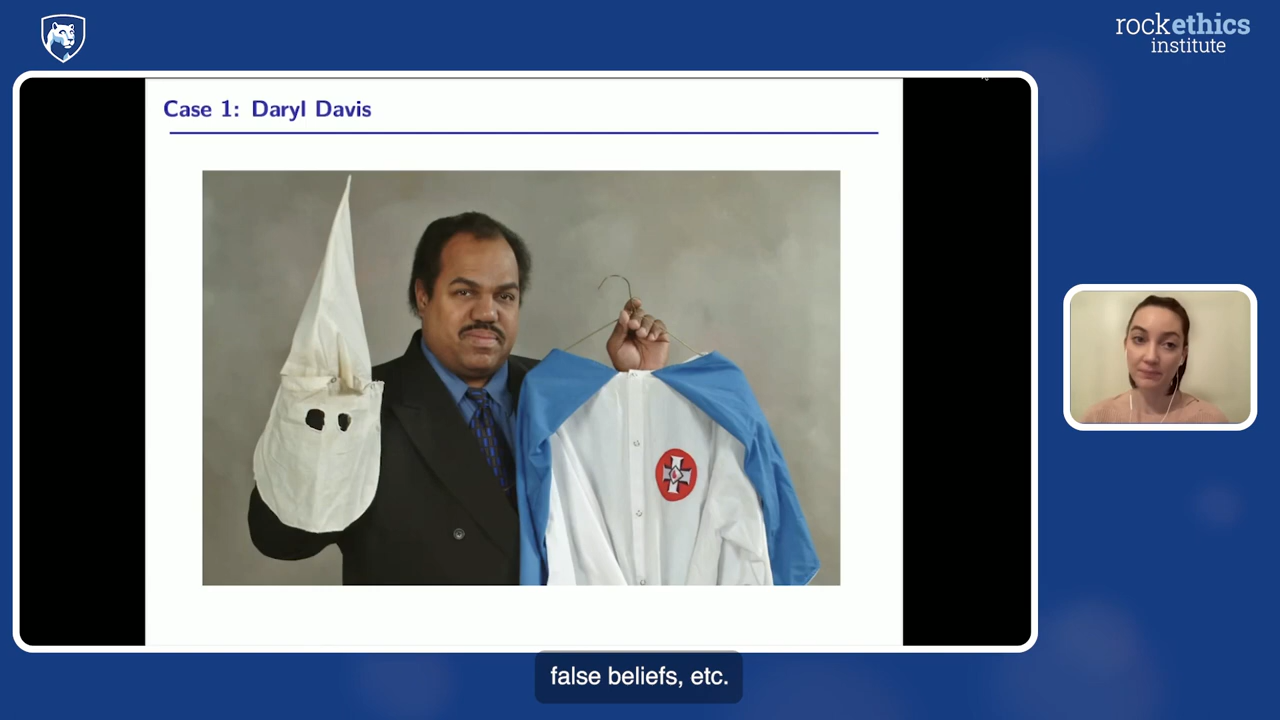 rockethics
institute
Case 1: Daryl Davis
false beliefs, etc.